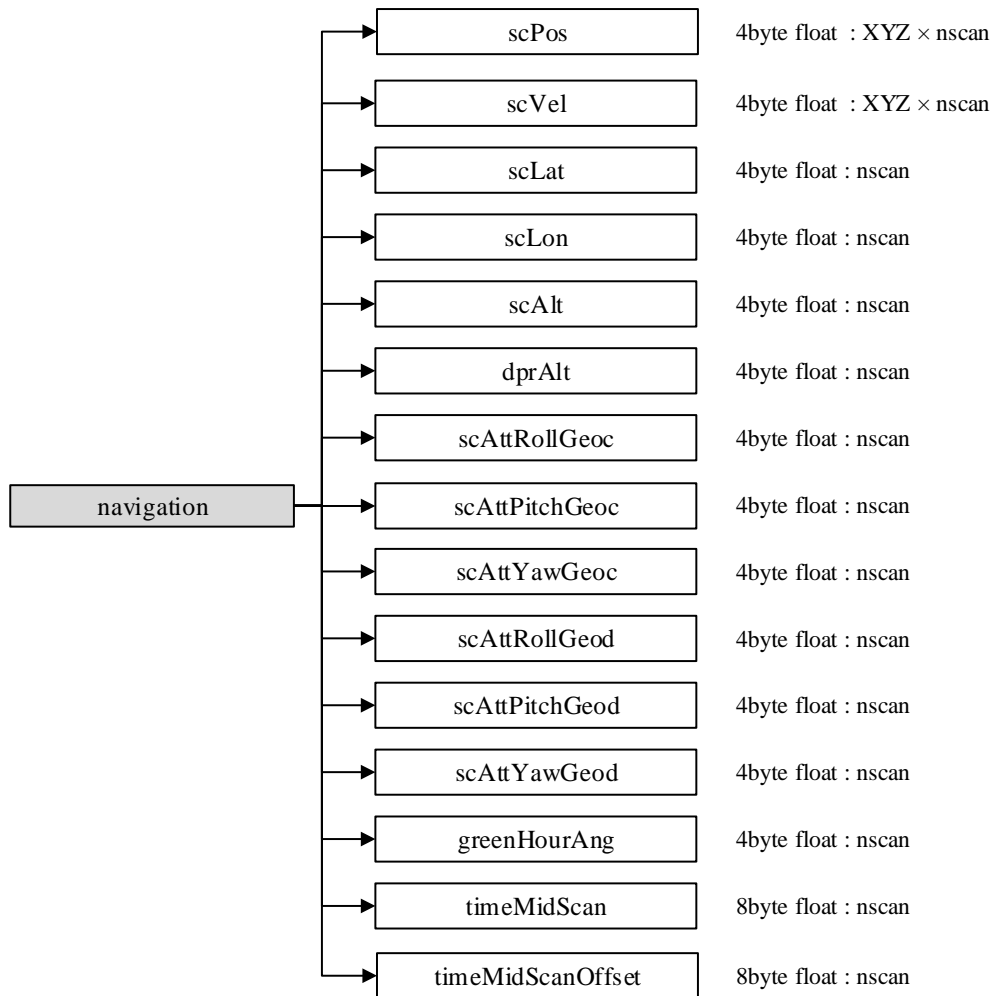 scPos 4byte float : XYZ × nscan
scVel 4byte float : XYZ × nscan
scLat 4byte float : nscan
scLon 4byte float : nscan
scAlt 4byte float : nscan
dprAlt 4byte float : nscan
scAttRollGeoc 4byte float : nscan
navigation scAttPitchGeoc 4byte float : nscan
scAttYawGeoc 4byte float : nscan
scAttRollGeod 4byte float : nscan
scAttPitchGeod 4byte float : nscan
scAttYawGeod 4byte float : nscan
greenHourAng 4byte float : nscan
timeMidScan 8byte float : nscan
timeMidScanOffset 8byte float : nscan